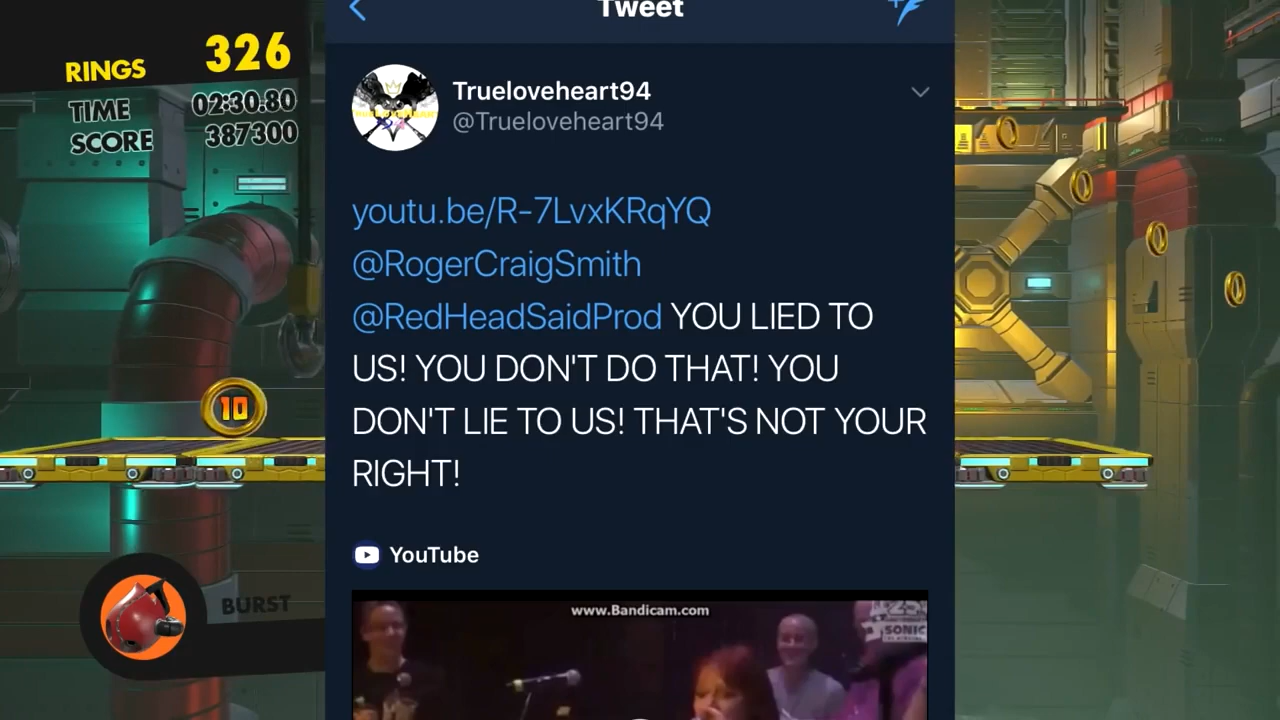 Tweet
RINGS 326
TIME 02:30.80
SCORE 387300
Trueloveheart94
@Trueloveheart94
youtu.be/R-7LvxKRqYQ
@RogerCraigSmith
@RedHeadSaidProd YOU LIED TO
US! YOU DON'T DO THAT! YOU
DON'T LIE TO US! THAT'S NOT YOUR
RIGHT!
10
YouTube
BURST
www.Bandicam.com
SONIC